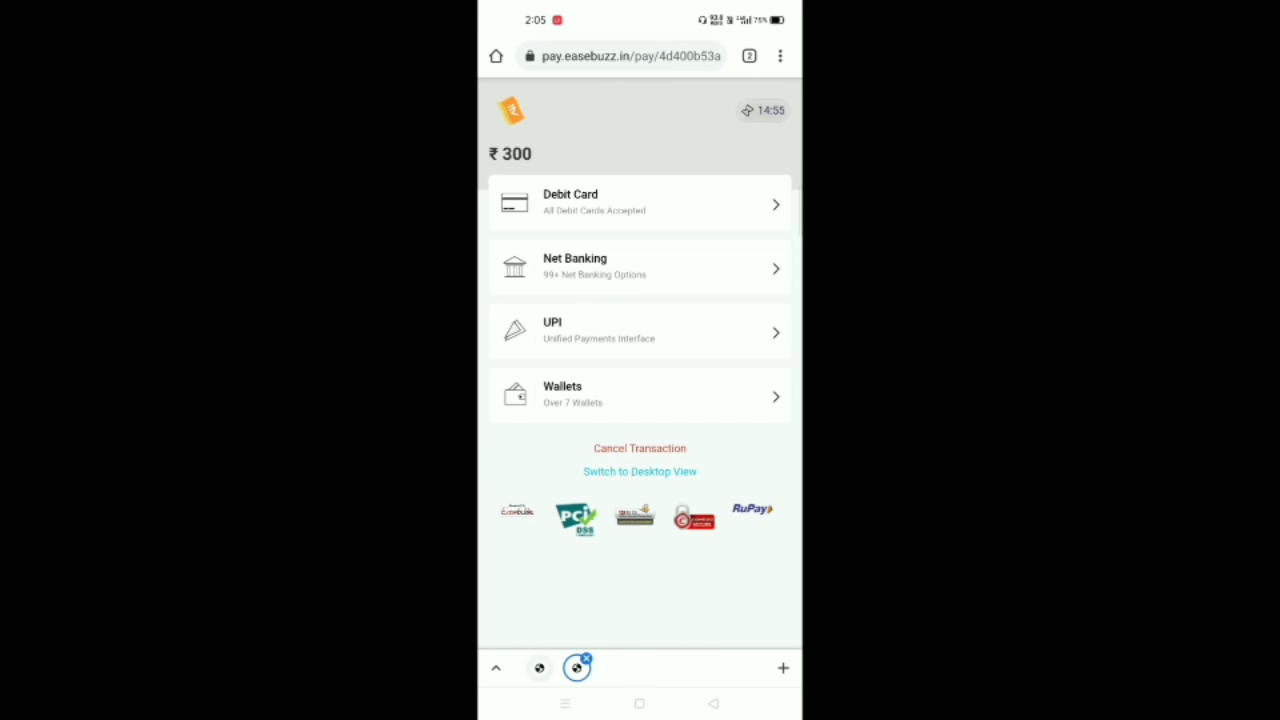 2:05
75%
pay.easebuzz.in/pay/4d400b53a
2
14:55
₹ 300
Debit Card
All Debit Cards Accepted
Net Banking
99+ Net Banking Options
UPI
Unified Payments Interface
Wallets
Over 7 Wallets
Cancel Transaction
Switch to Desktop View
PCI
DSS
RuPay